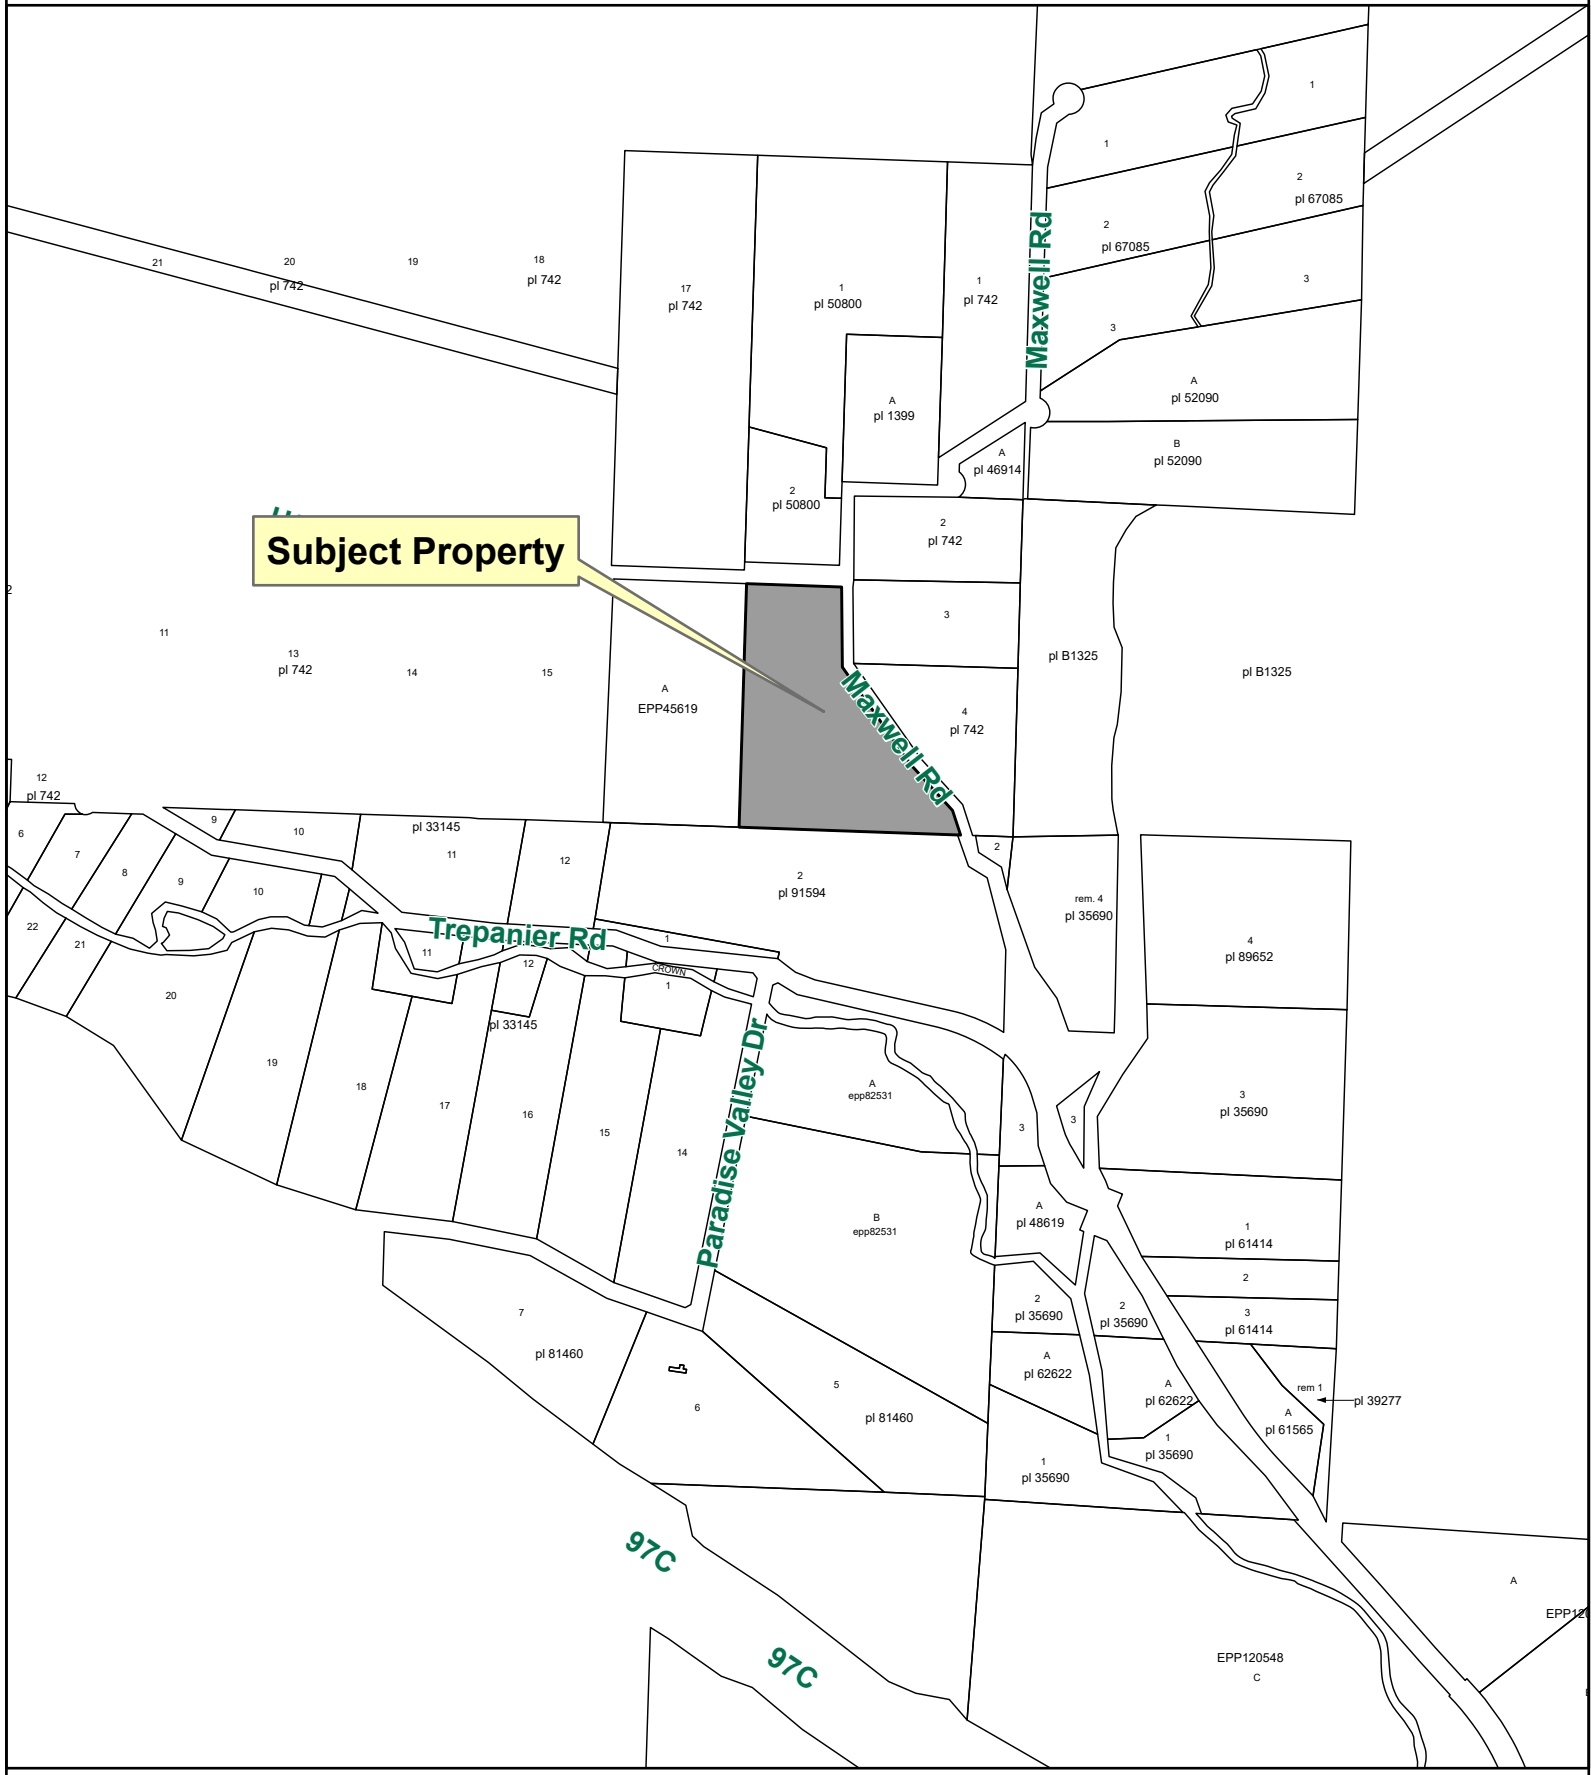 1
1
2
pl 67085
2
pl 67085
3
3
Maxwell Rd
21
20
pl 742
19
18
pl 742
17
pl 742
1
pl 50800
1
pl 742
A
pl 1399
A
pl 52090
B
pl 52090
A
pl 46914
2
pl 50800
2
pl 742
Subject Property
2
11
13
pl 742
14
15
A
EPP45619
3
Maxwell Rd
4
pl 742
pl B1325
pl B1325
12
pl 742
6
7
8
9
9
10
10
pl 33145
11
12
2
pl 91594
2
rem. 4
pl 35690
4
pl 89652
22
21
20
Trepanier Rd
11
12
1
CROWN
1
pl 33145
19
18
17
16
15
14
Paradise Valley Dr
A
epp82531
3
3
3
pl 35690
B
epp82531
A
pl 48619
1
pl 61414
2
3
pl 61414
2
pl 35690
2
pl 35690
7
pl 81460
6
5
pl 81460
A
pl 62622
A
pl 62622
rem 1
pl 39277
A
pl 61565
1
pl 35690
1
pl 35690
97C
97C
A
EPP120548
C